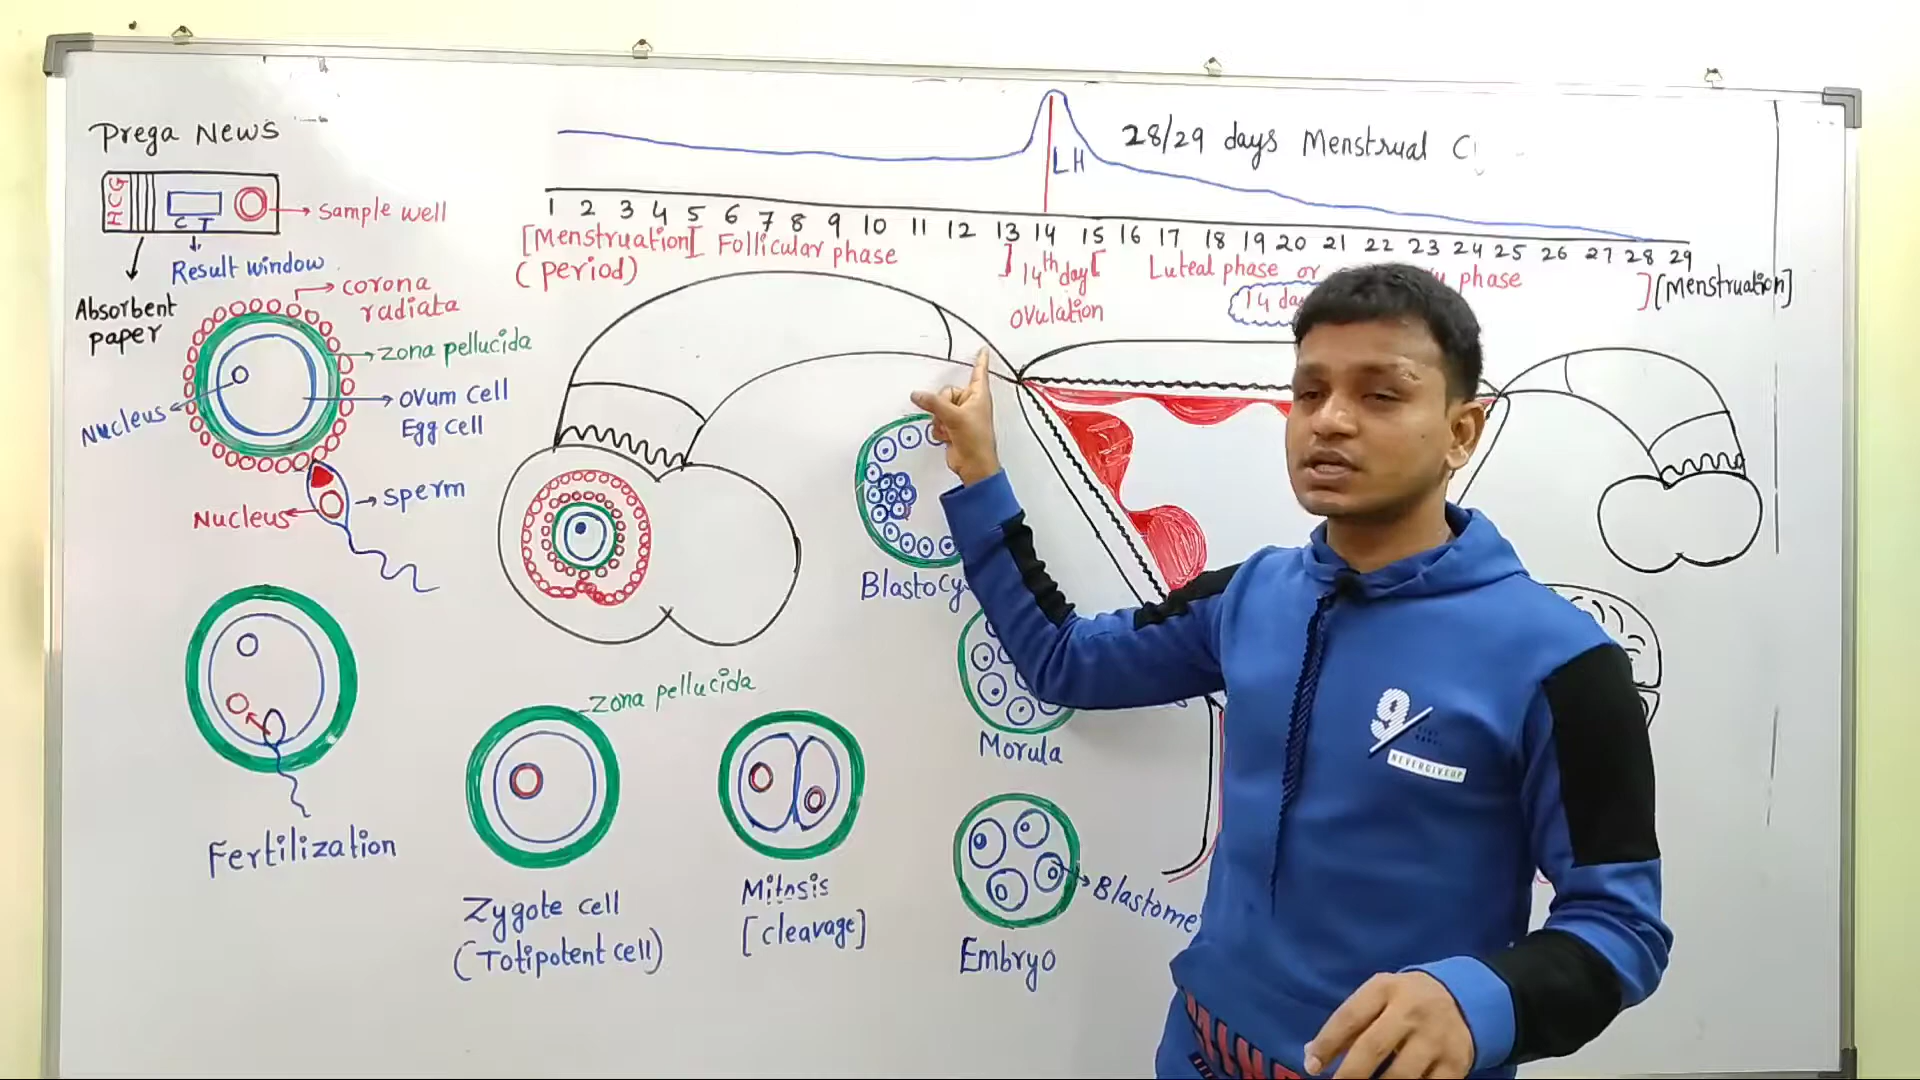 Prega News
HCG
C T
Sample well
Result window
Absorbent
paper
corona
radiata
zona pellucida
ovum cell
Egg cell
Nucleus
sperm
Nucleus
Fertilization
28/29 days Menstrual
LH
1 2 3 4 5 6 7 8 9 10 11 12 13 14 15 16 17 18 19 20 21 22 23 24 25 26 27 28 29
[Menstruation] [ Follicular phase ]
(period)
14th day
ovulation
[ Luteal phase or phase ]
14
[Menstruation]
Blastocy
Morula
zona pellucida
Zygote cell
(Totipotent cell)
Mitosis
[cleavage]
Blastome
Embryo
9
NEVERGIVEUP